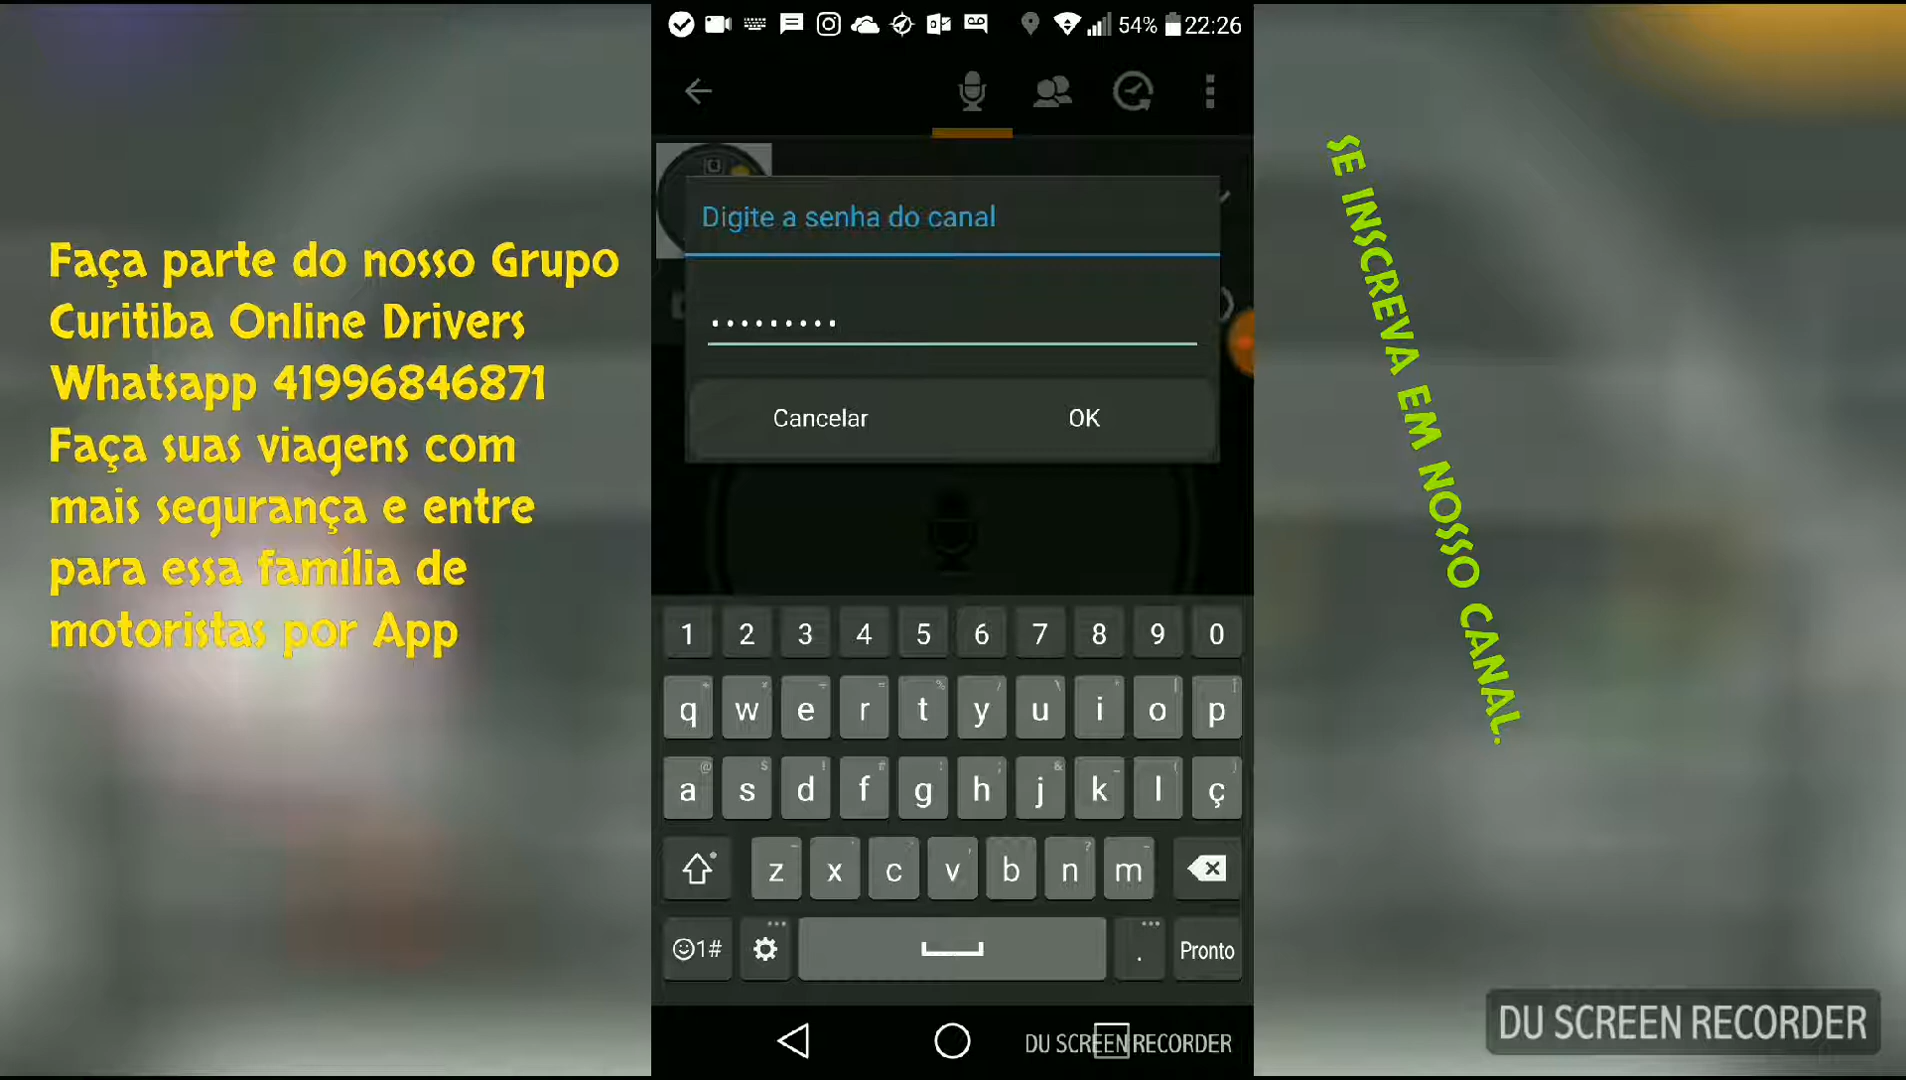 54% 22:26
Faça parte do nosso Grupo
Curitiba Online Drivers
Whatsapp 41996846871
Faça suas viagens com
mais segurança e entre
para essa família de
motoristas por App
Digite a senha do canal
.........
Cancelar OK
1 2 3 4 5 6 7 8 9 0
q w e r t y u i o p
a s d f g h j k l ç
z x c v b n m
1# . Pronto
DU SCREEN RECORDER
SE INSCREVA EM NOSSO CANAL.
DU SCREEN RECORDER